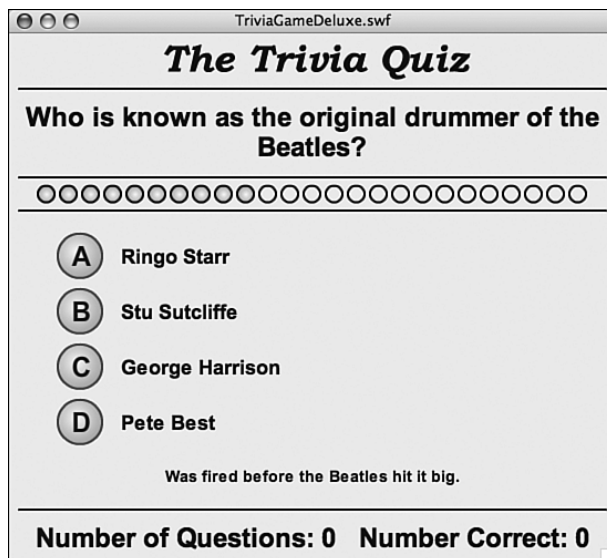 TriviaGameDeluxe.swf
The Trivia Quiz
Who is known as the original drummer of the
Beatles?
A Ringo Starr
B Stu Sutcliffe
C George Harrison
D Pete Best
Was fired before the Beatles hit it big.
Number of Questions: 0 Number Correct: 0